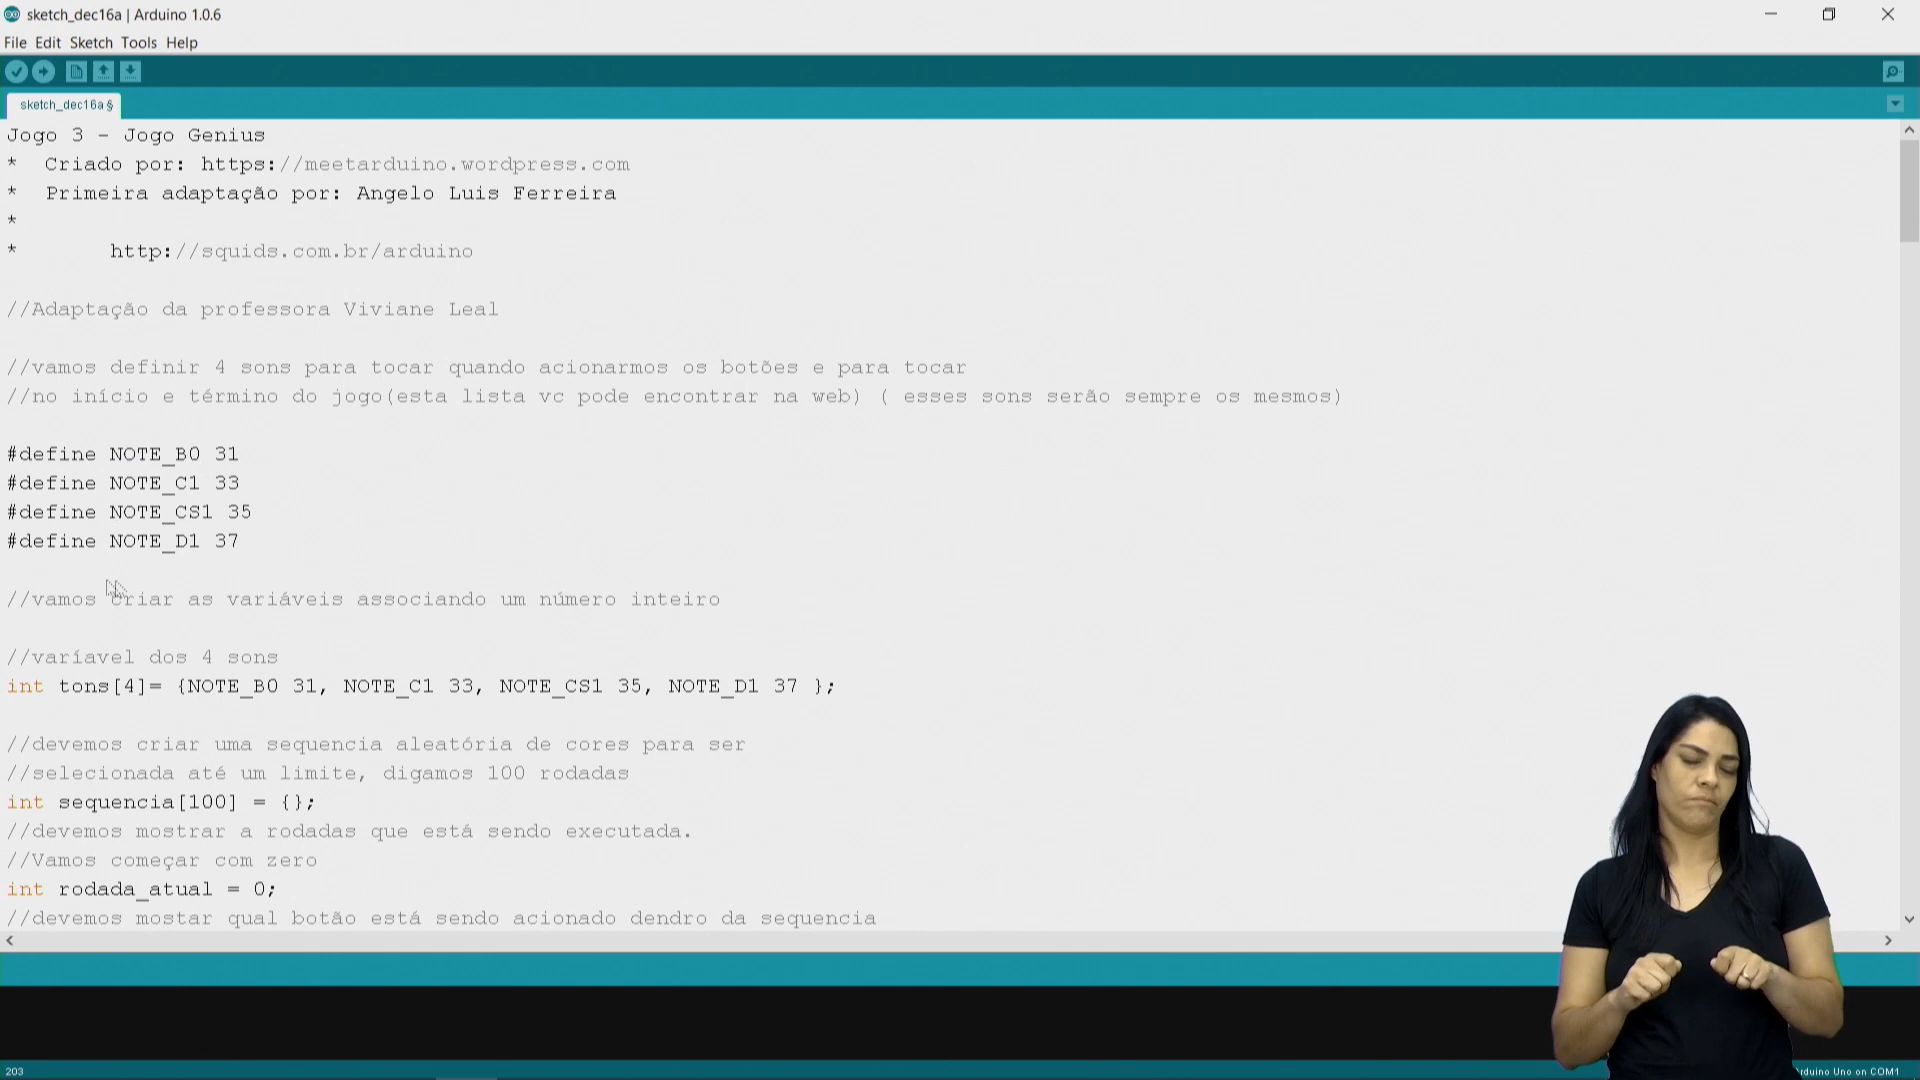 sketch_dec16a | Arduino 1.0.6
File Edit Sketch Tools Help
sketch_dec16a §
Jogo 3 - Jogo Genius
* Criado por: https://meetarduino.wordpress.com
* Primeira adaptação por: Angelo Luis Ferreira
*
* http://squids.com.br/arduino
//Adaptação da professora Viviane Leal
//vamos definir 4 sons para tocar quando acionarmos os botões e para tocar
//no início e término do jogo(esta lista vc pode encontrar na web) ( esses sons serão sempre os mesmos)
#define NOTE_B0 31
#define NOTE_C1 33
#define NOTE_CS1 35
#define NOTE_D1 37
//vamos criar as variáveis associando um número inteiro
//varíavel dos 4 sons
int tons[4]= {NOTE_B0 31, NOTE_C1 33, NOTE_CS1 35, NOTE_D1 37 };
//devemos criar uma sequencia aleatória de cores para ser
//selecionada até um limite, digamos 100 rodadas
int sequencia[100] = {};
//devemos mostrar a rodadas que está sendo executada.
//Vamos começar com zero
int rodada_atual = 0;
//devemos mostar qual botão está sendo acionado dendro da sequencia
203
rduino Uno on COM1